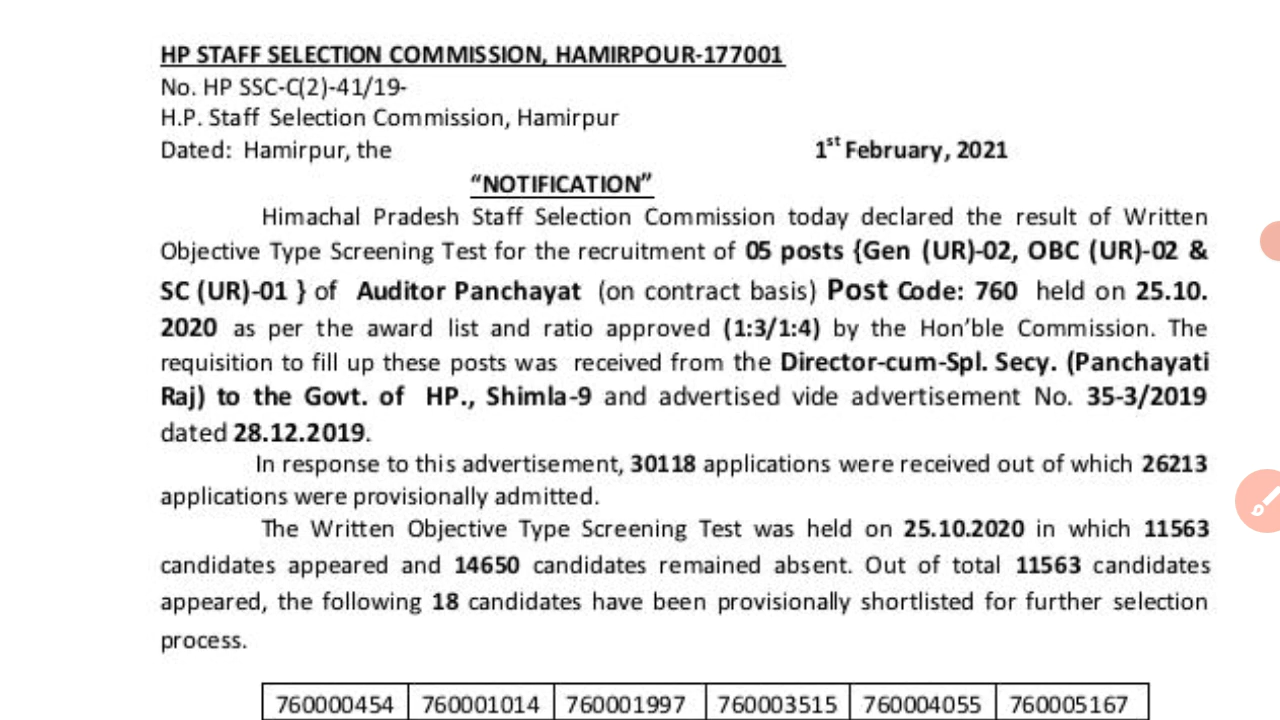 HP STAFF SELECTION COMMISSION, HAMIRPOUR-177001
No. HP SSC-C(2)-41/19-
H.P. Staff Selection Commission, Hamirpur
Dated: Hamirpur, the 1st February, 2021
“NOTIFICATION”
Himachal Pradesh Staff Selection Commission today declared the result of Written
Objective Type Screening Test for the recruitment of 05 posts {Gen (UR)-02, OBC (UR)-02 &
SC (UR)-01 } of Auditor Panchayat (on contract basis) Post Code: 760 held on 25.10.
2020 as per the award list and ratio approved (1:3/1:4) by the Hon’ble Commission. The
requisition to fill up these posts was received from the Director-cum-Spl. Secy. (Panchayati
Raj) to the Govt. of HP., Shimla-9 and advertised vide advertisement No. 35-3/2019
dated 28.12.2019.
In response to this advertisement, 30118 applications were received out of which 26213
applications were provisionally admitted.
The Written Objective Type Screening Test was held on 25.10.2020 in which 11563
candidates appeared and 14650 candidates remained absent. Out of total 11563 candidates
appeared, the following 18 candidates have been provisionally shortlisted for further selection
process.
760000454 760001014 760001997 760003515 760004055 760005167